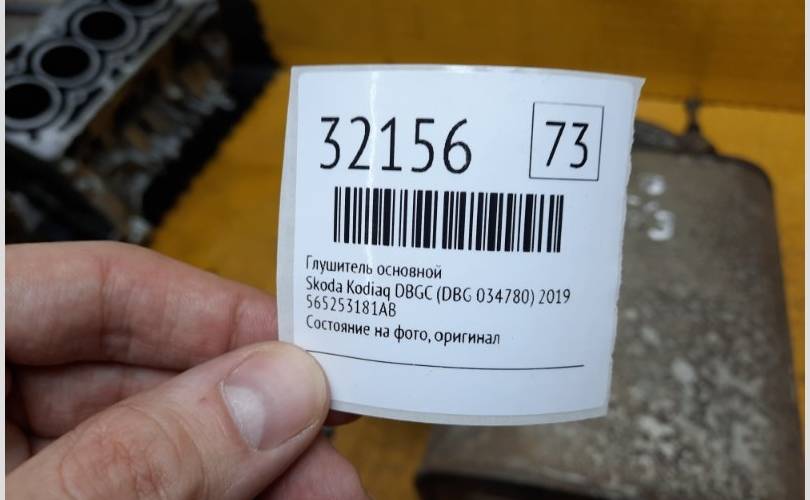 32156
73
Глушитель основной
Skoda Kodiaq DBGC (DBG 034780) 2019
565253181AB
Состояние на фото, оригинал